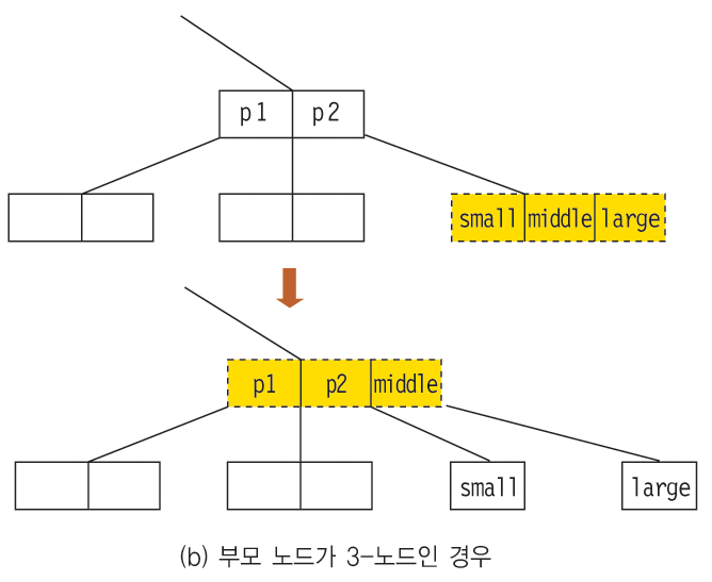 p1 p2
small middle large
p1 p2 middle
small large
(b) 부모 노드가 3-노드인 경우